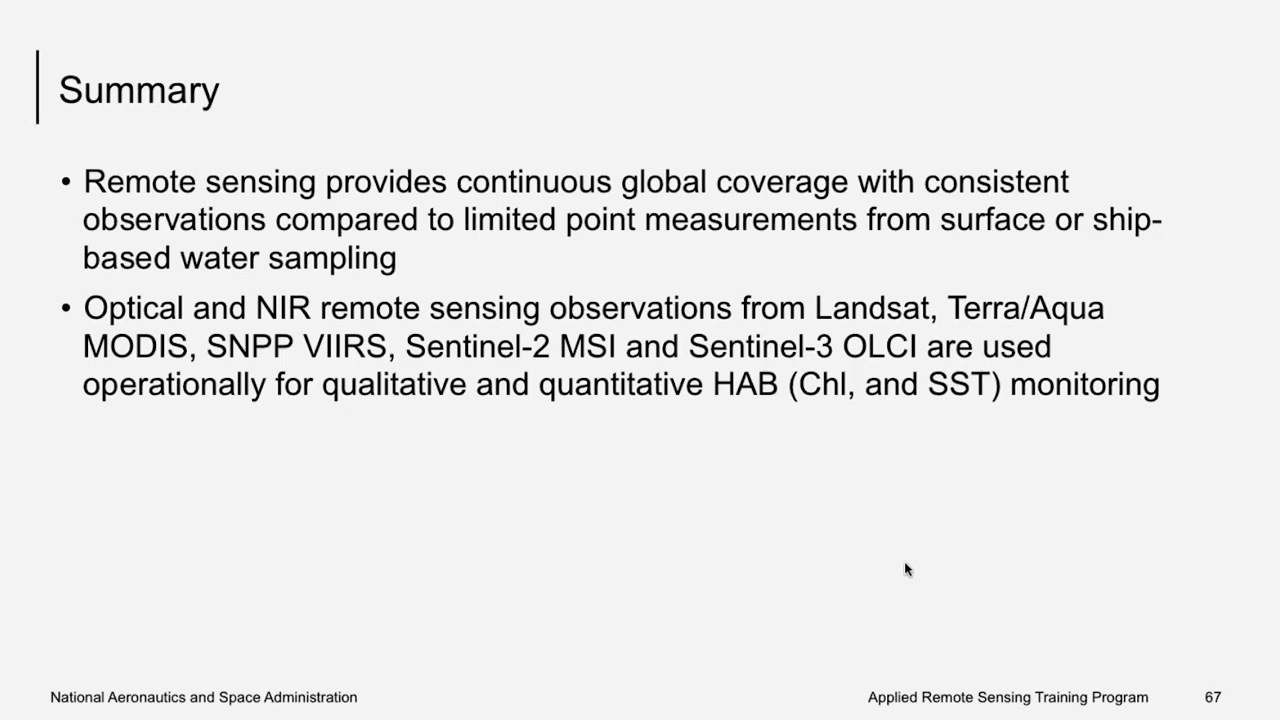 Summary
• Remote sensing provides continuous global coverage with consistent
observations compared to limited point measurements from surface or ship-
based water sampling
• Optical and NIR remote sensing observations from Landsat, Terra/Aqua
MODIS, SNPP VIIRS, Sentinel-2 MSI and Sentinel-3 OLCI are used
operationally for qualitative and quantitative HAB (Chl, and SST) monitoring
National Aeronautics and Space Administration
Applied Remote Sensing Training Program
67